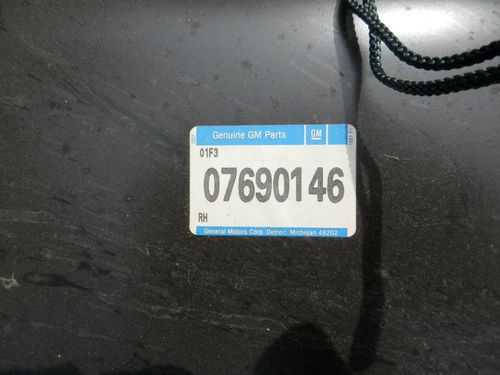 Genuine GM Parts GM
01F3
07690146
RH
General Motors Corp. Detroit, Michigan 48202